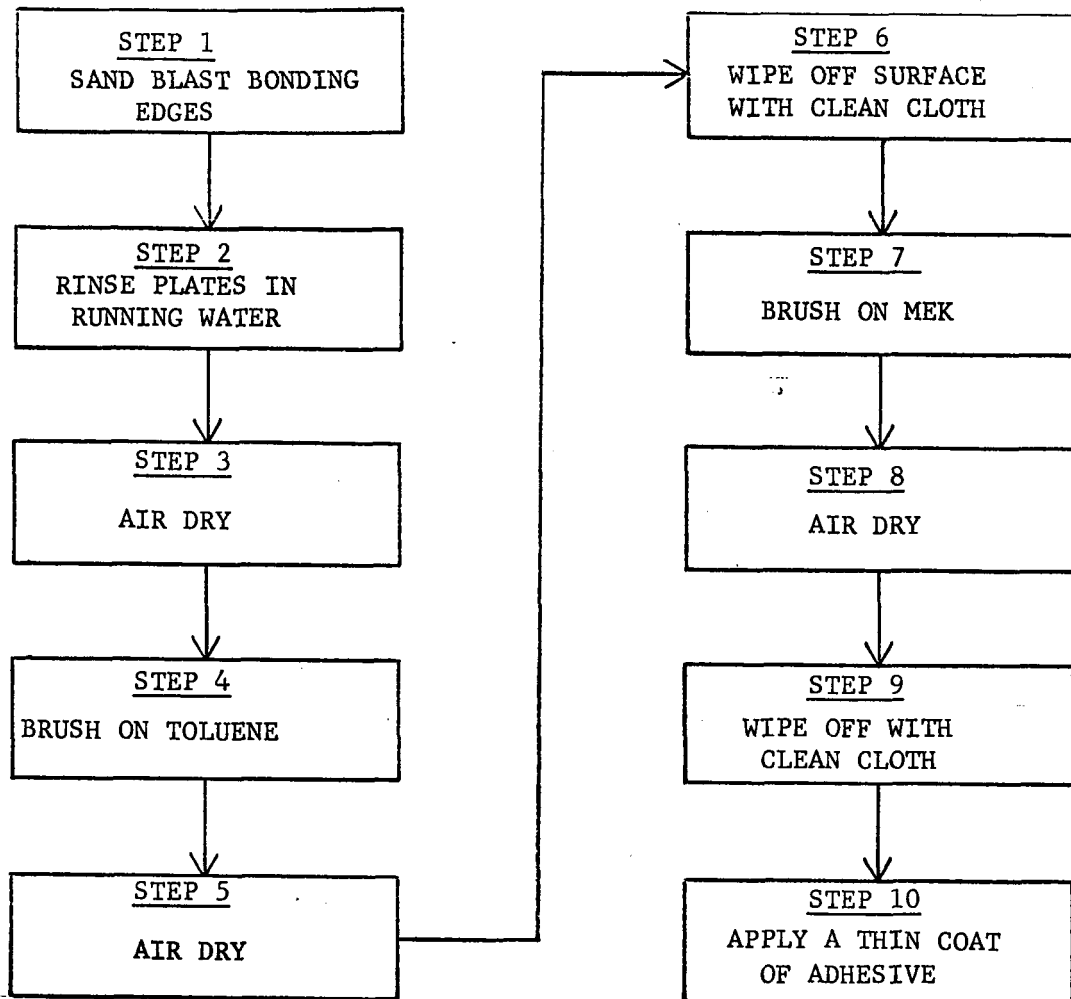 STEP 1
SAND BLAST BONDING
EDGES
STEP 2
RINSE PLATES IN
RUNNING WATER
STEP 3
AIR DRY
STEP 4
BRUSH ON TOLUENE
STEP 5
AIR DRY
STEP 6
WIPE OFF SURFACE
WITH CLEAN CLOTH
STEP 7
BRUSH ON MEK
STEP 8
AIR DRY
STEP 9
WIPE OFF WITH
CLEAN CLOTH
STEP 10
APPLY A THIN COAT
OF ADHESIVE